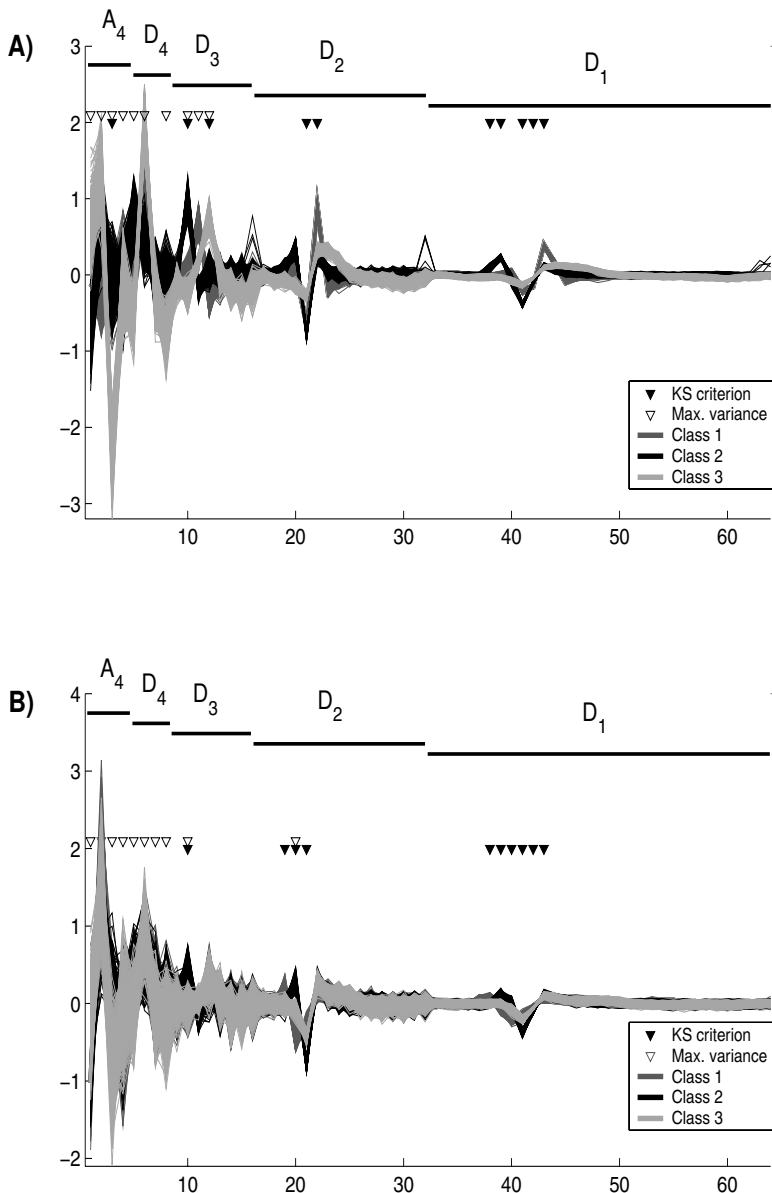 A)
A4
D4
D3
D2
D1
3
2
1
0
−1
−2
−3
KS criterion
Max. variance
Class 1
Class 2
Class 3
10 20 30 40 50 60
B)
A4
D4
D3
D2
D1
4
3
2
1
0
−1
−2
KS criterion
Max. variance
Class 1
Class 2
Class 3
10 20 30 40 50 60